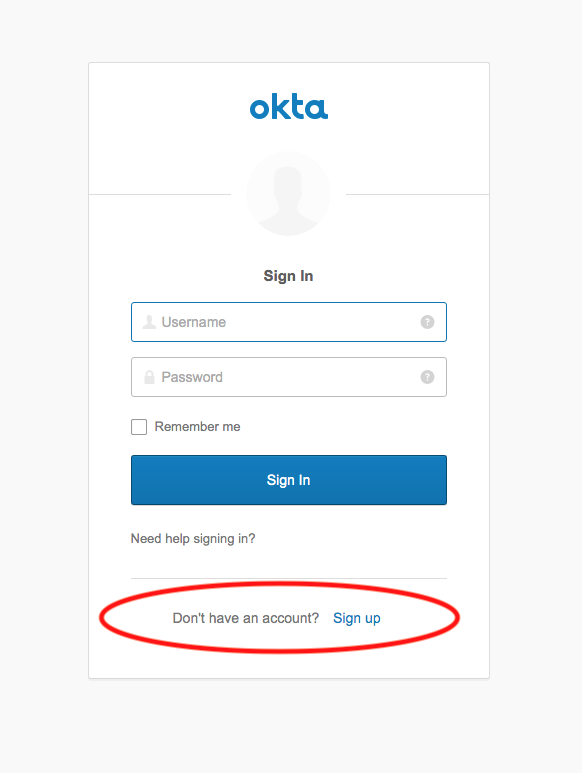 okta
Sign In
Username ?
Password ?
Remember me
Sign In
Need help signing in?
Don't have an account? Sign up